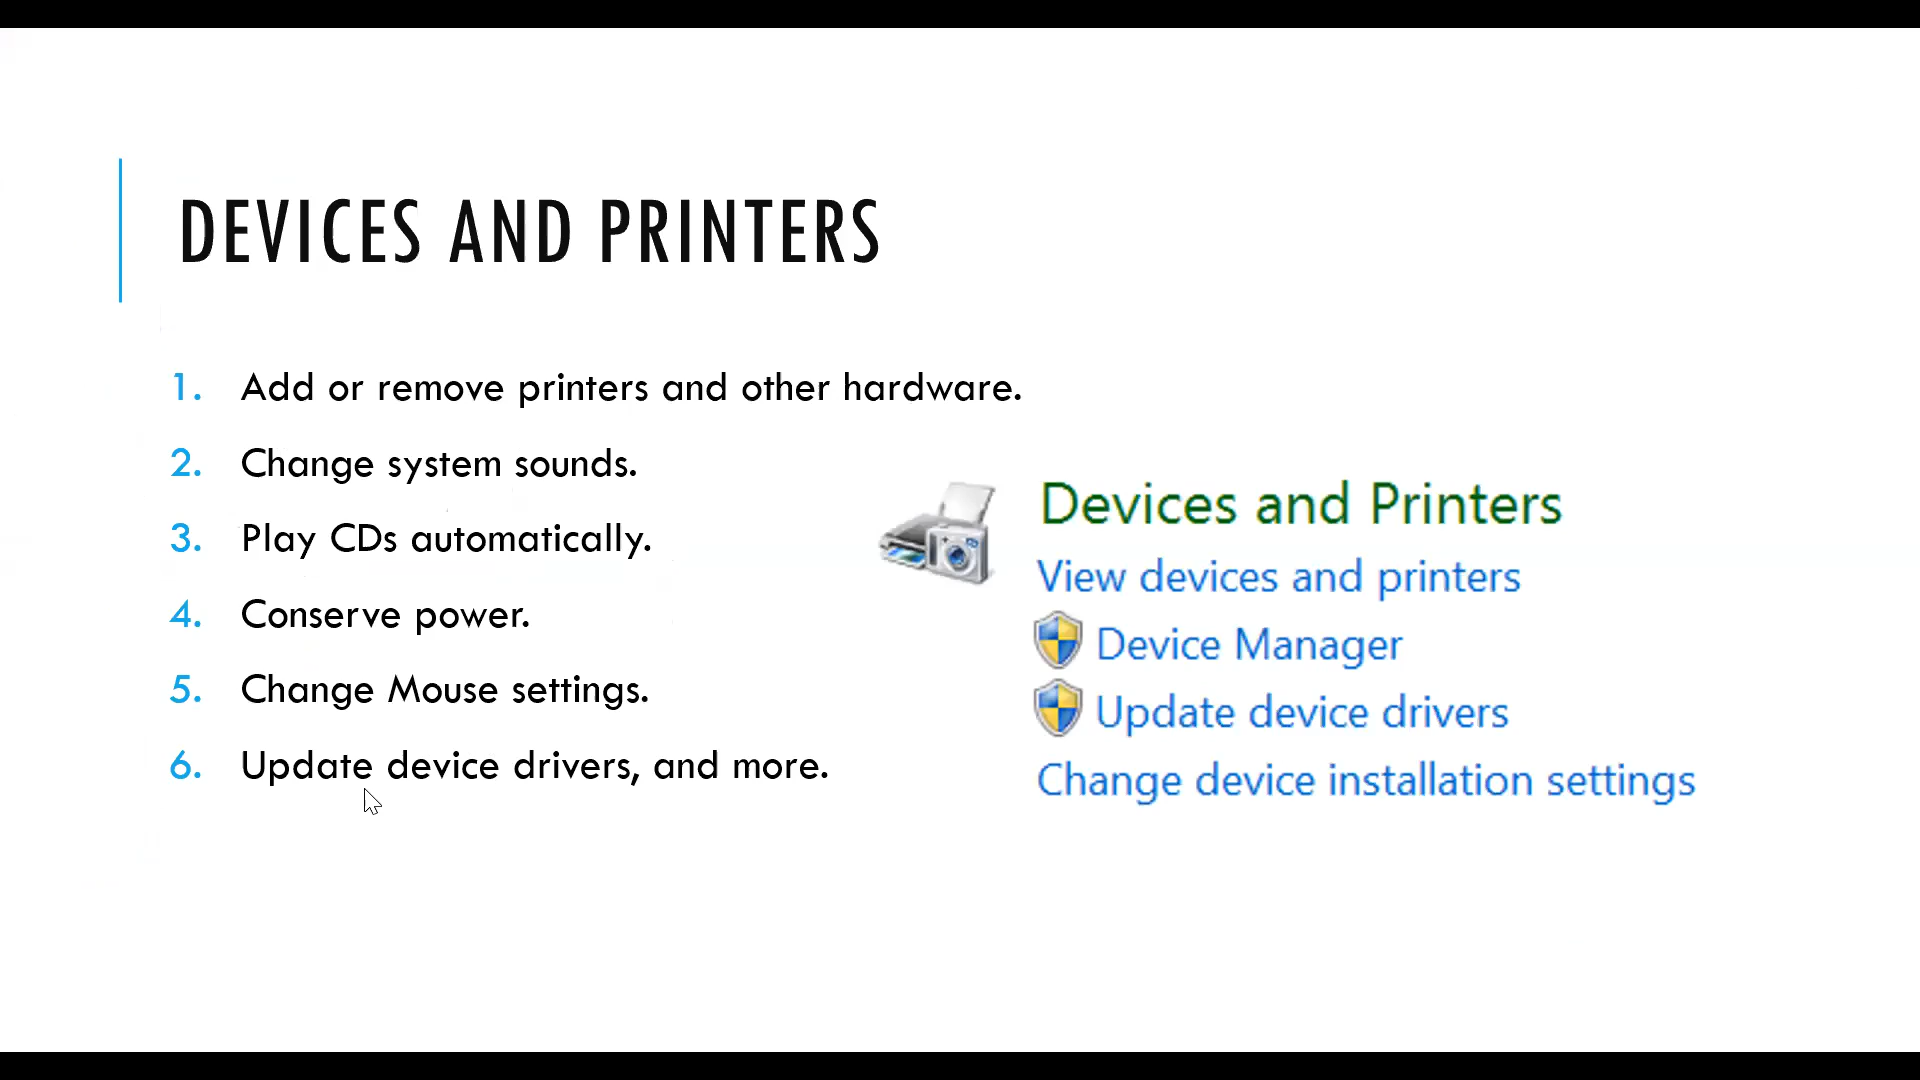 DEVICES AND PRINTERS
1. Add or remove printers and other hardware.
2. Change system sounds.
3. Play CDs automatically.
4. Conserve power.
5. Change Mouse settings.
6. Update device drivers, and more.
Devices and Printers
View devices and printers
Device Manager
Update device drivers
Change device installation settings